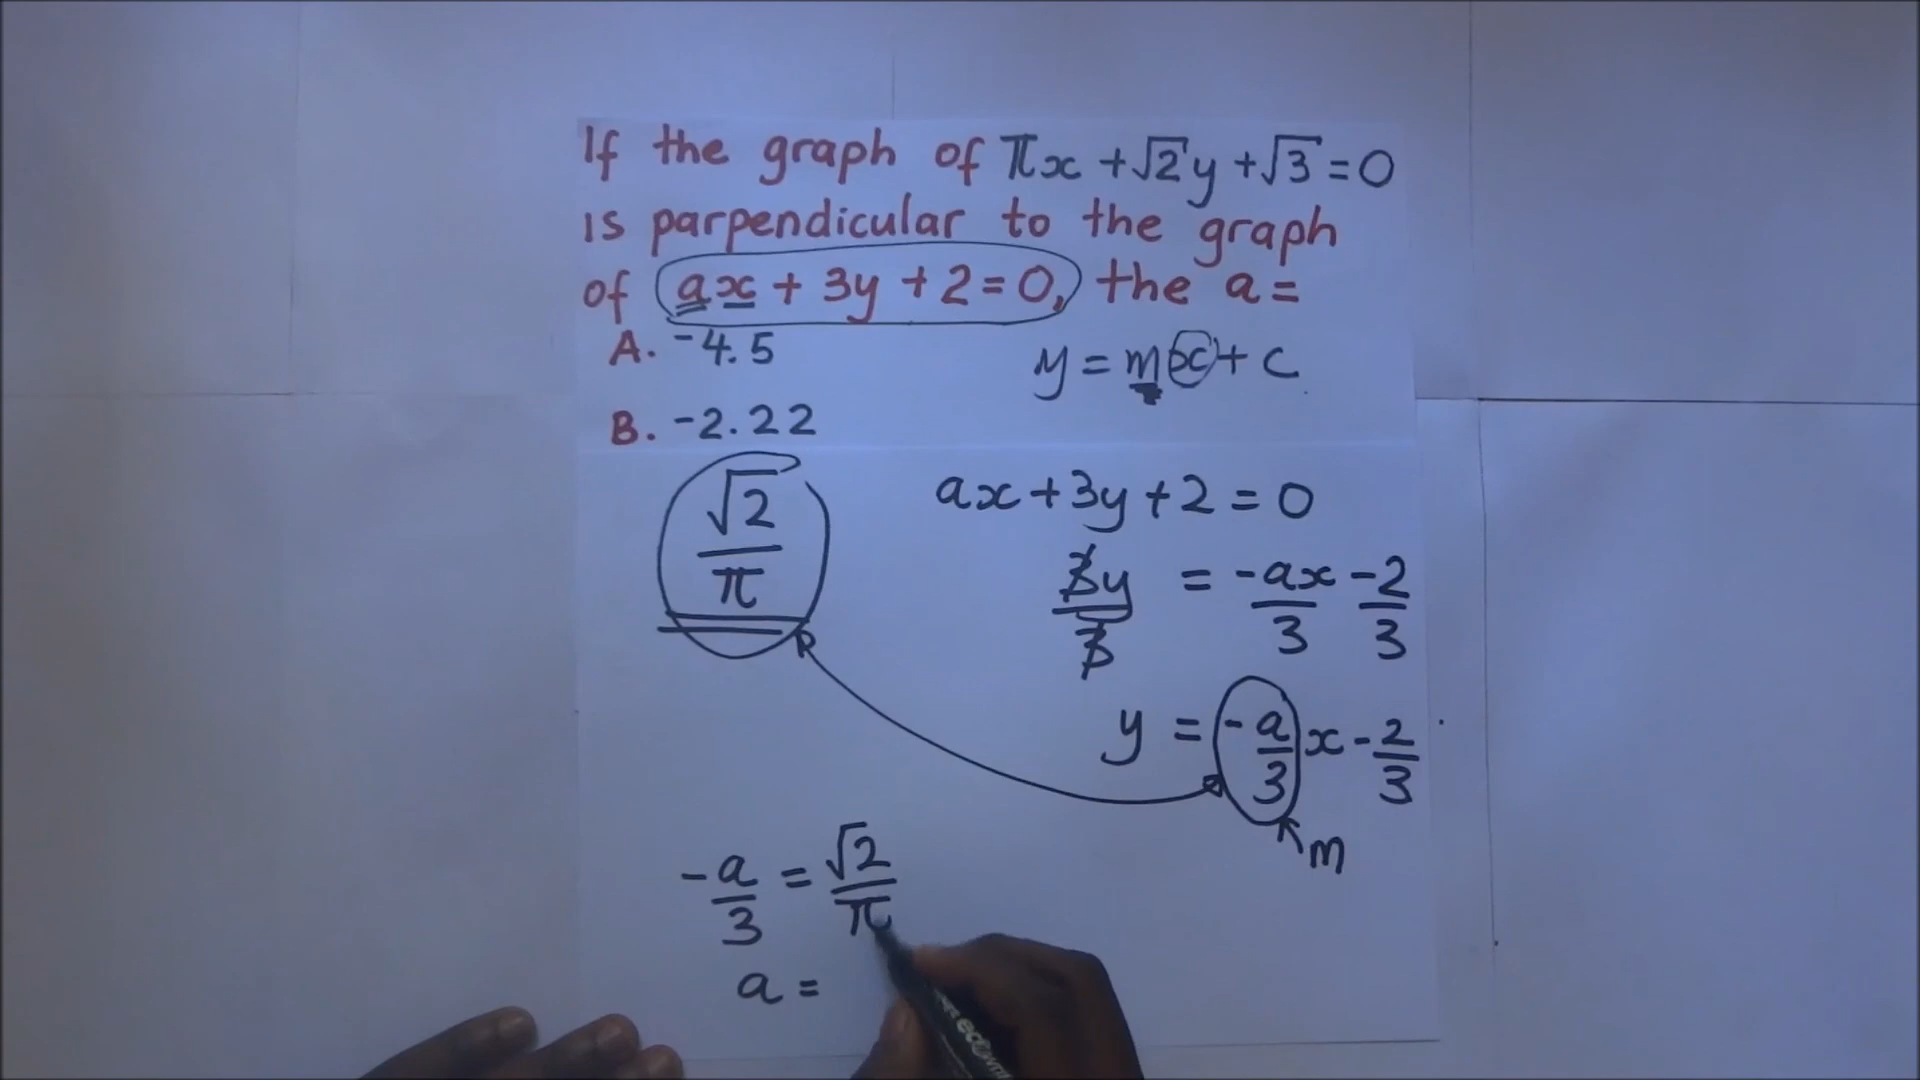 If the graph of πx + √2y + √3 = 0
is parpendicular to the graph
of ax + 3y + 2 = 0, the a =
A. -4.5
y = mx + c
B. -2.22
√2/π
ax + 3y + 2 = 0
3y/3 = -ax/3 -2/3
y = -a/3 x - 2/3
m
-a/3 = √2/π
a =